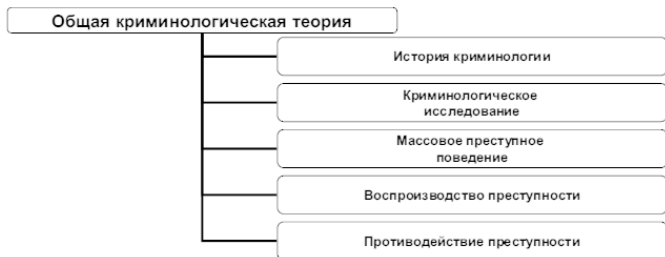 Общая криминологическая теория
История криминологии
Криминологическое
исследование
Массовое преступное
поведение
Воспроизводство преступности
Противодействие преступности